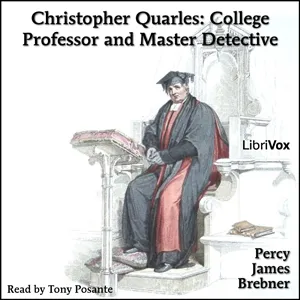 Christopher Quarles: College
Professor and Master Detective
LibriVox
Percy
James
Brebner
Read by Tony Posante